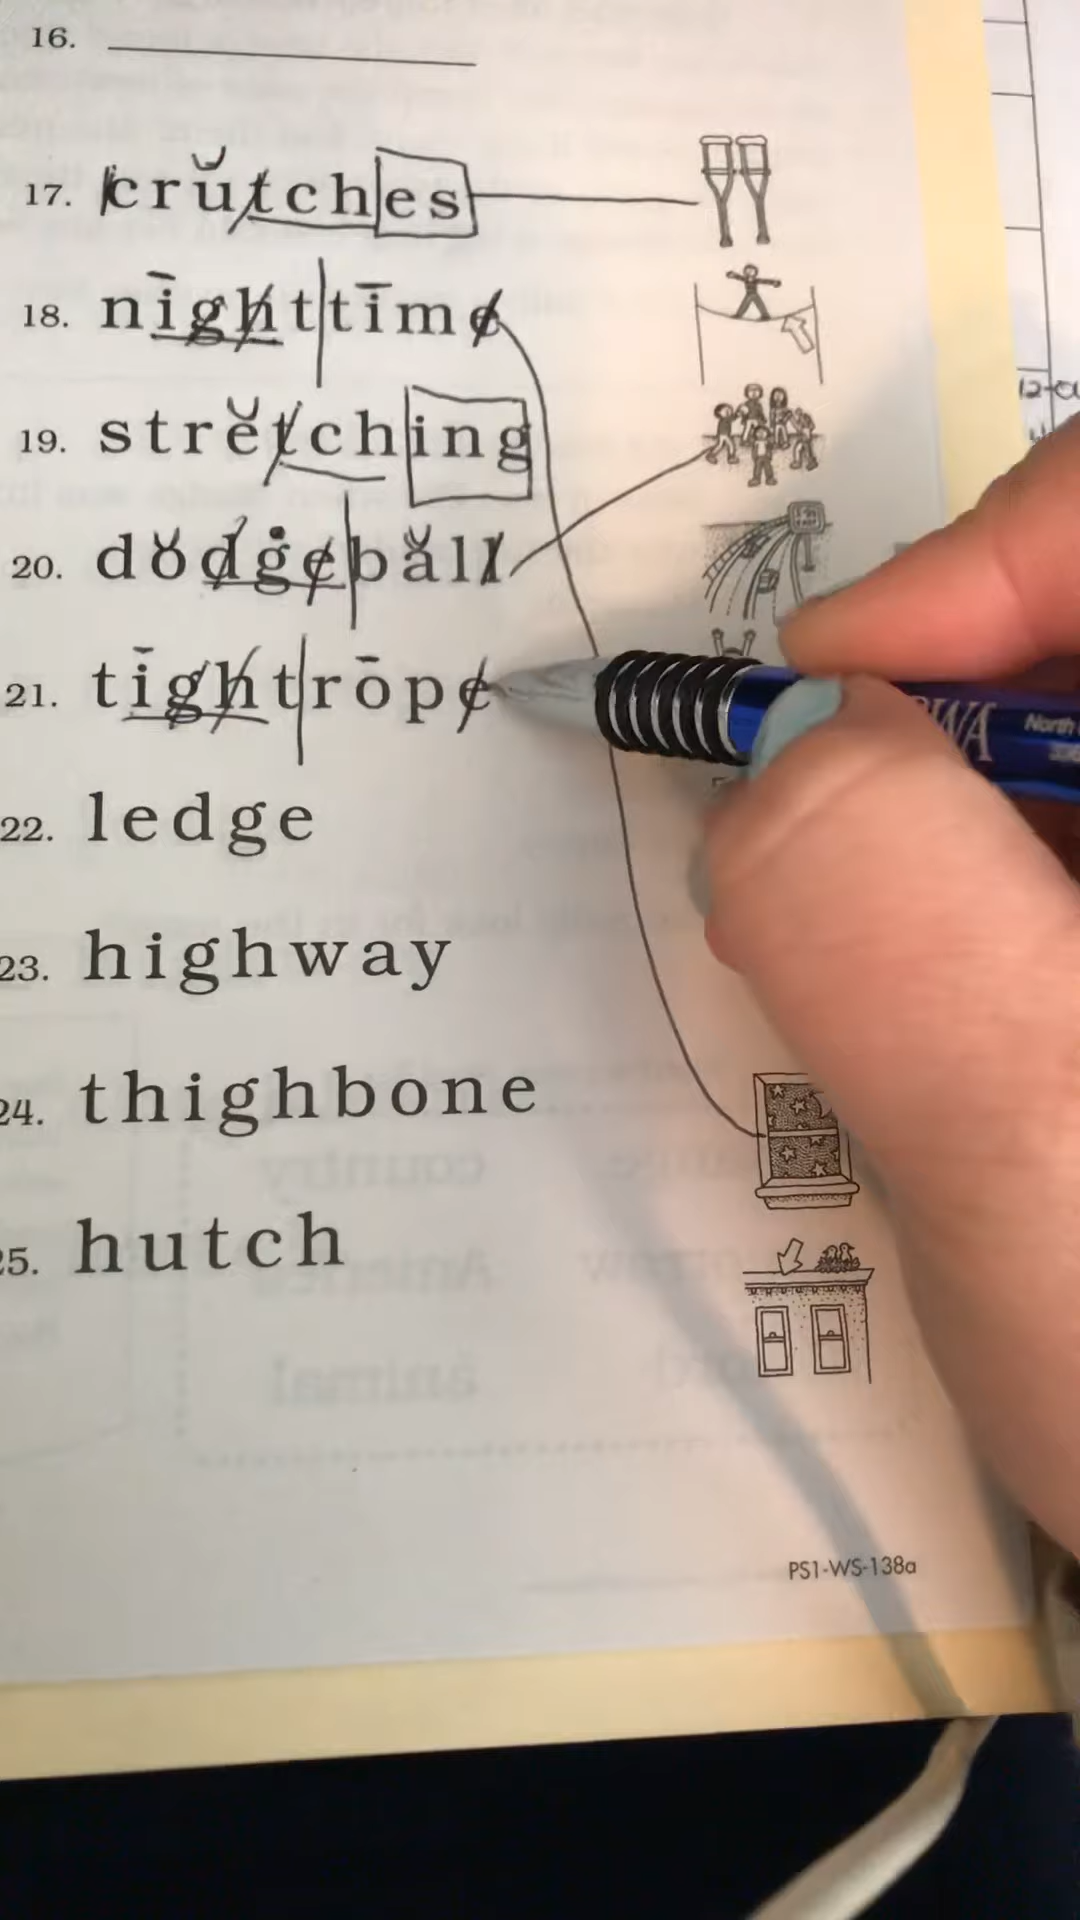 16.
17. crutches
18. nighttime
19. stretching
20. dodgeball
21. tightrope
22. ledge
23. highway
24. thighbone
25. hutch
North
PS1-WS-138a